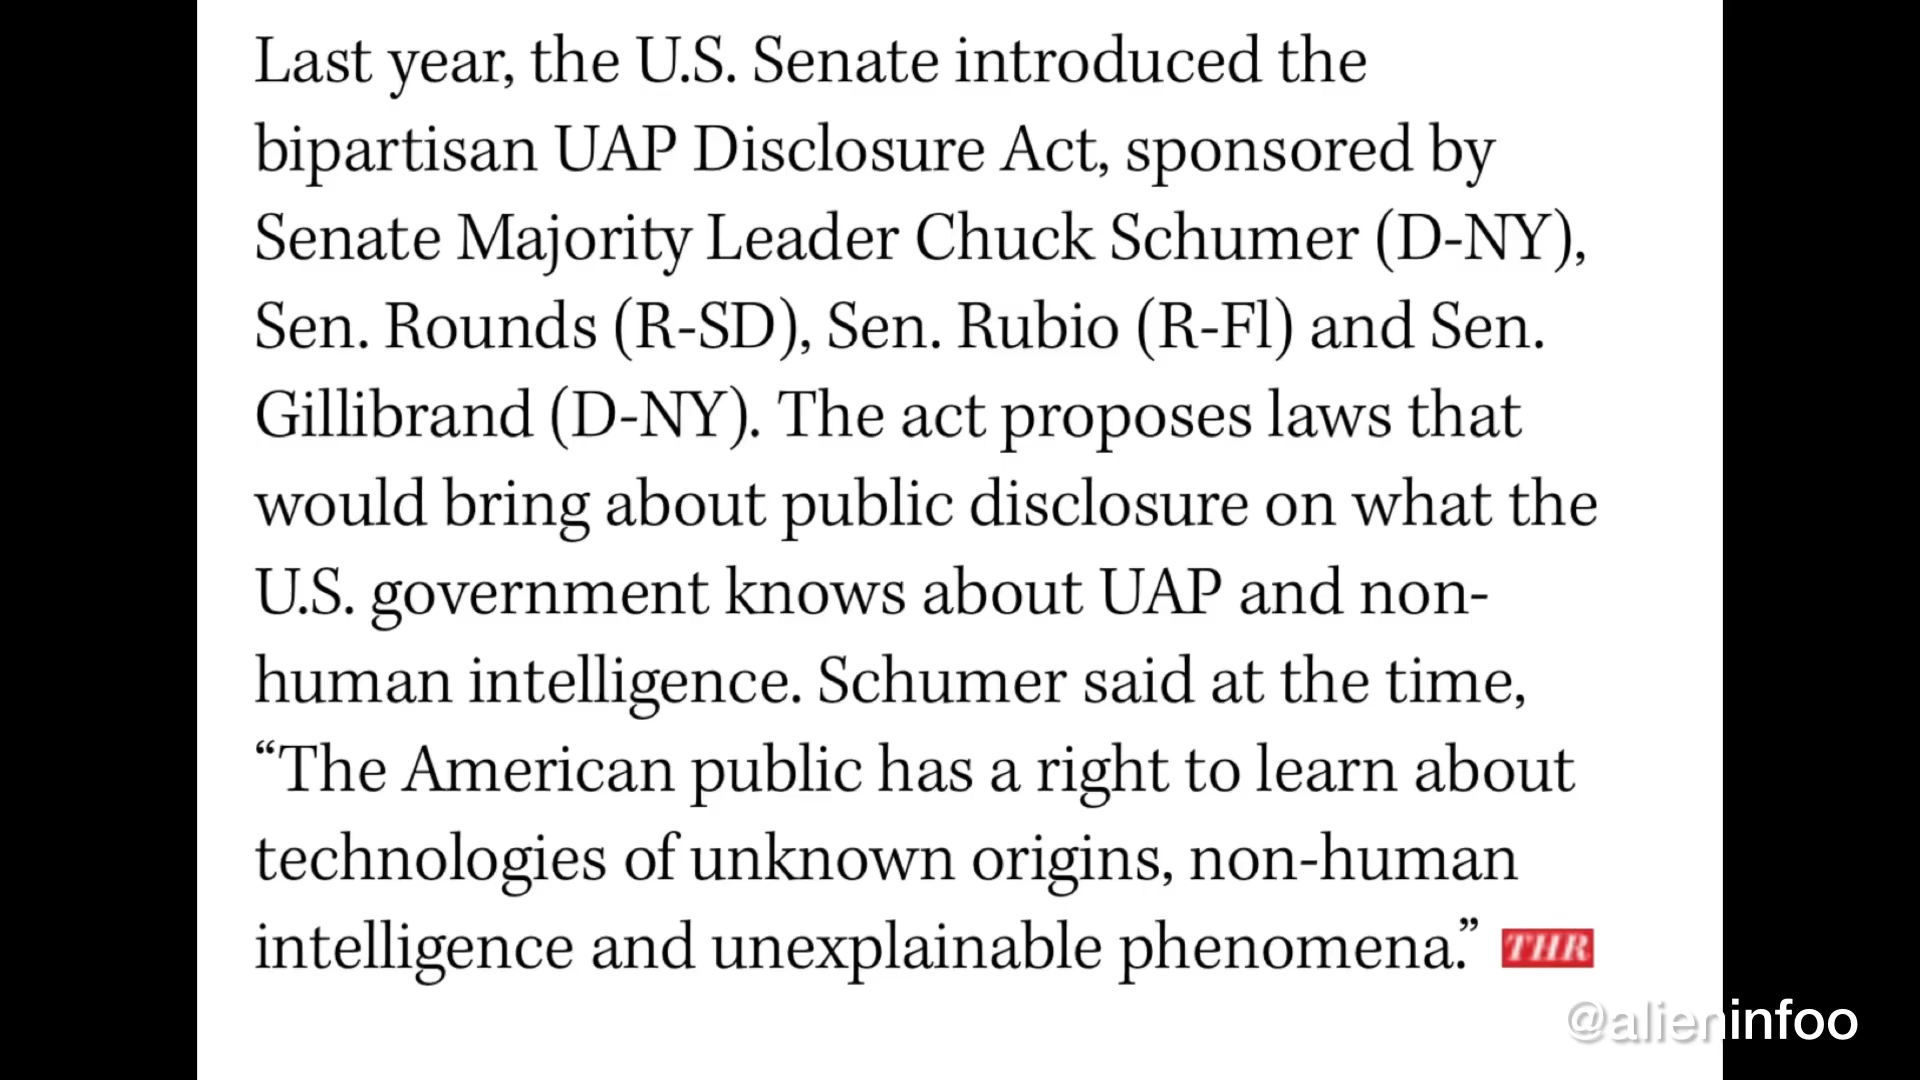 Last year, the U.S. Senate introduced the
bipartisan UAP Disclosure Act, sponsored by
Senate Majority Leader Chuck Schumer (D-NY),
Sen. Rounds (R-SD), Sen. Rubio (R-Fl) and Sen.
Gillibrand (D-NY). The act proposes laws that
would bring about public disclosure on what the
U.S. government knows about UAP and non-
human intelligence. Schumer said at the time,
“The American public has a right to learn about
technologies of unknown origins, non-human
intelligence and unexplainable phenomena.” THR
@alieninfoo